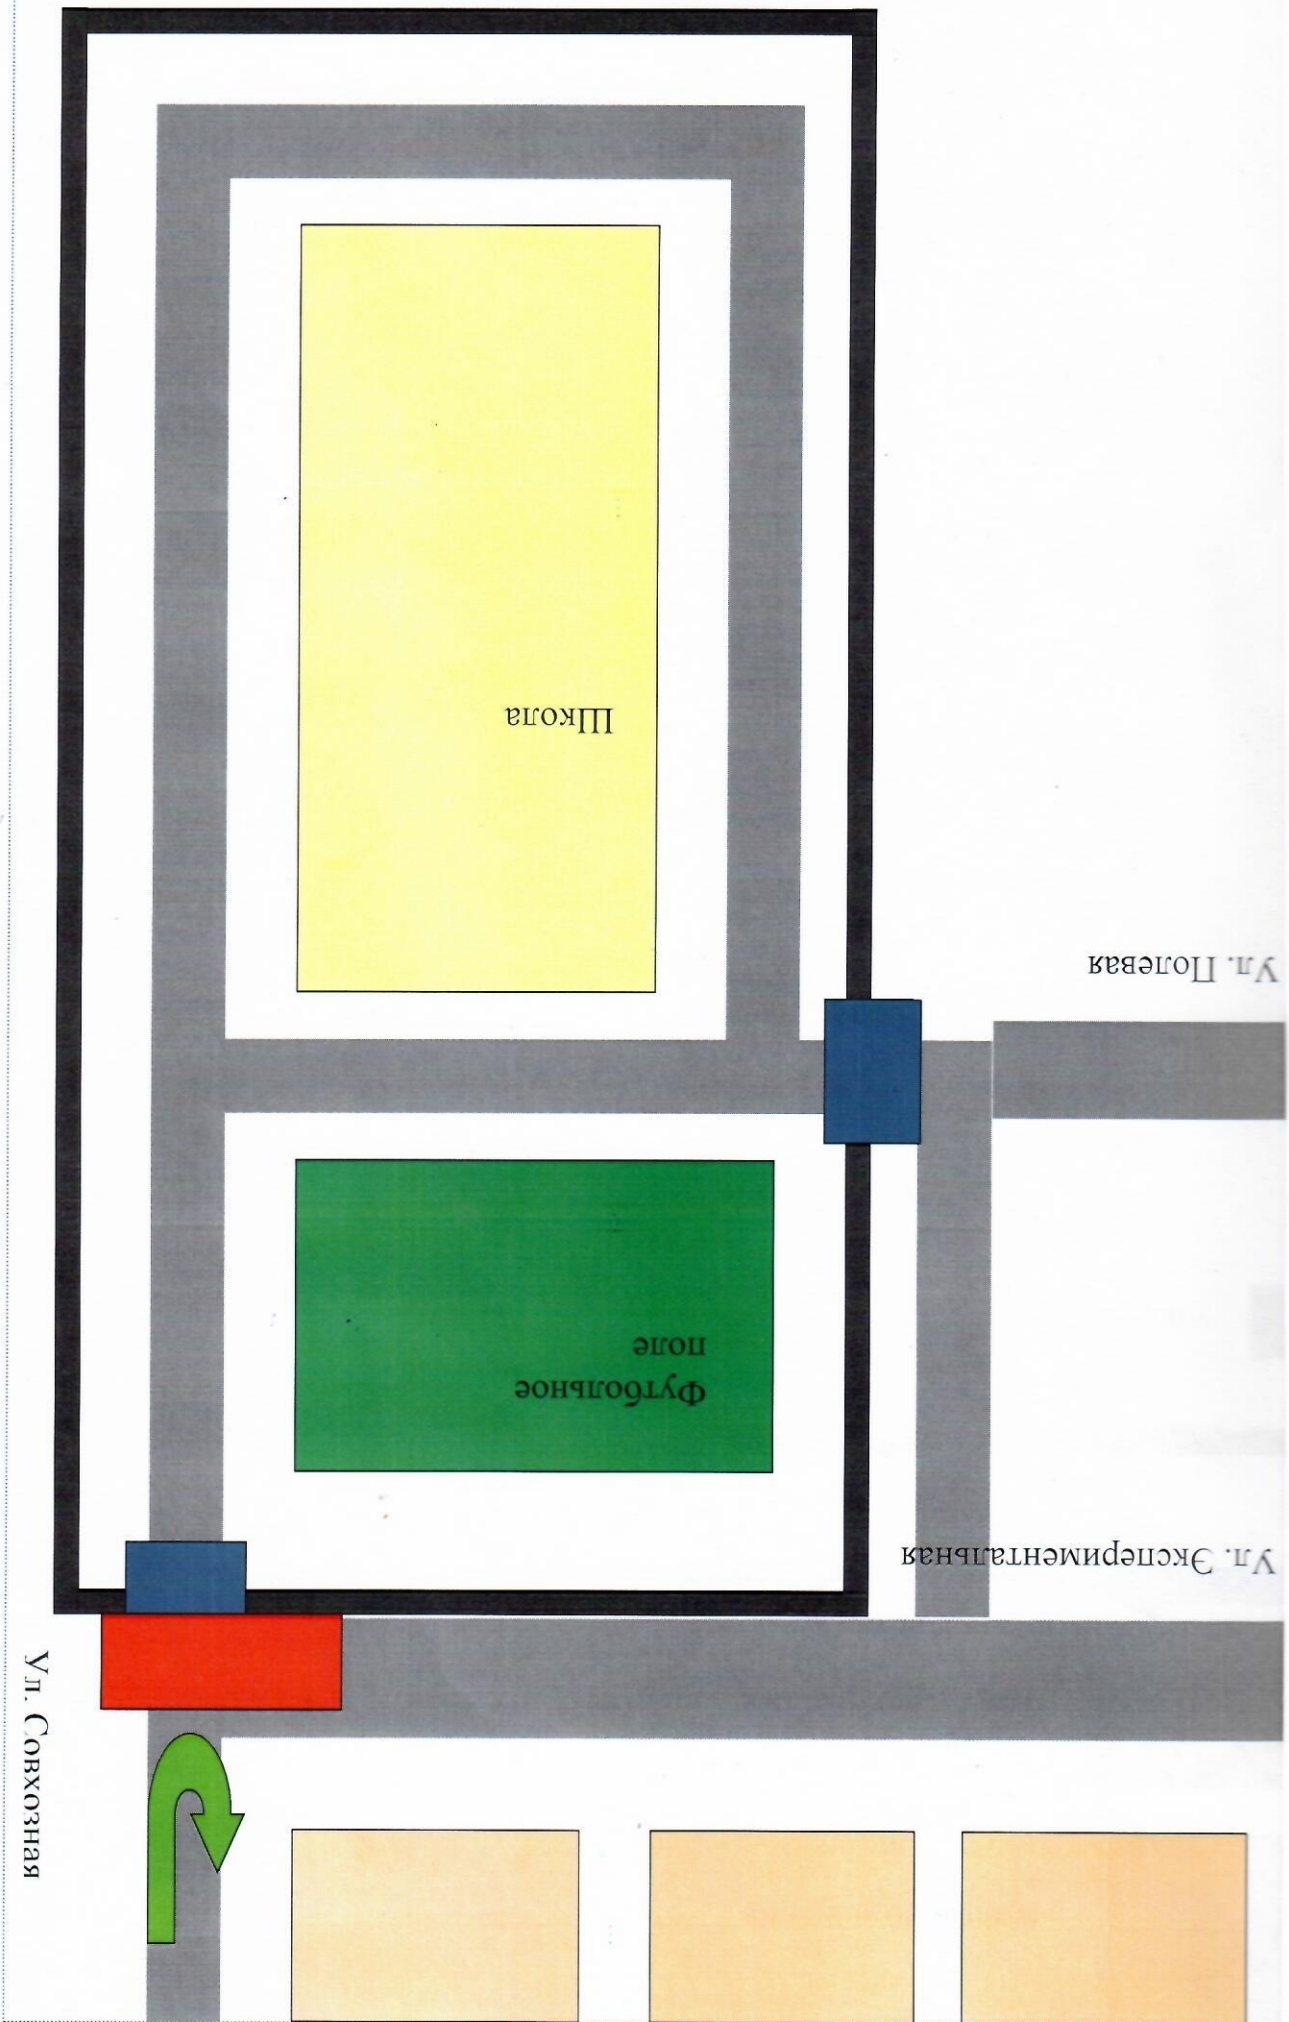 Ул. Совхозная
Ул. Экспериментальная
Футбольное
поле
Ул. Полевая
Школа